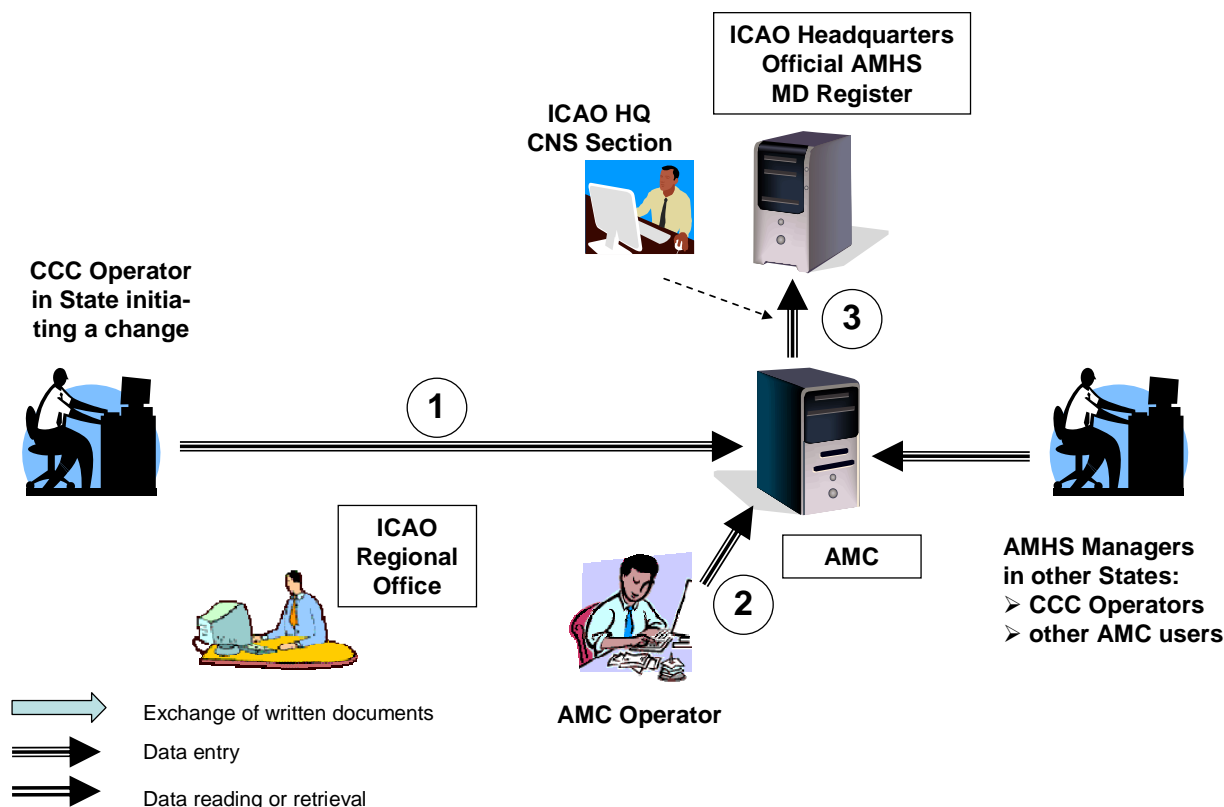 ICAO Headquarters
Official AMHS
MD Register
ICAO HQ
CNS Section
CCC Operator
in State initia-
ting a change
3
1
ICAO
Regional
Office
AMC
AMHS Managers
in other States:
➢ CCC Operators
➢ other AMC users
2
AMC Operator
Exchange of written documents
Data entry
Data reading or retrieval